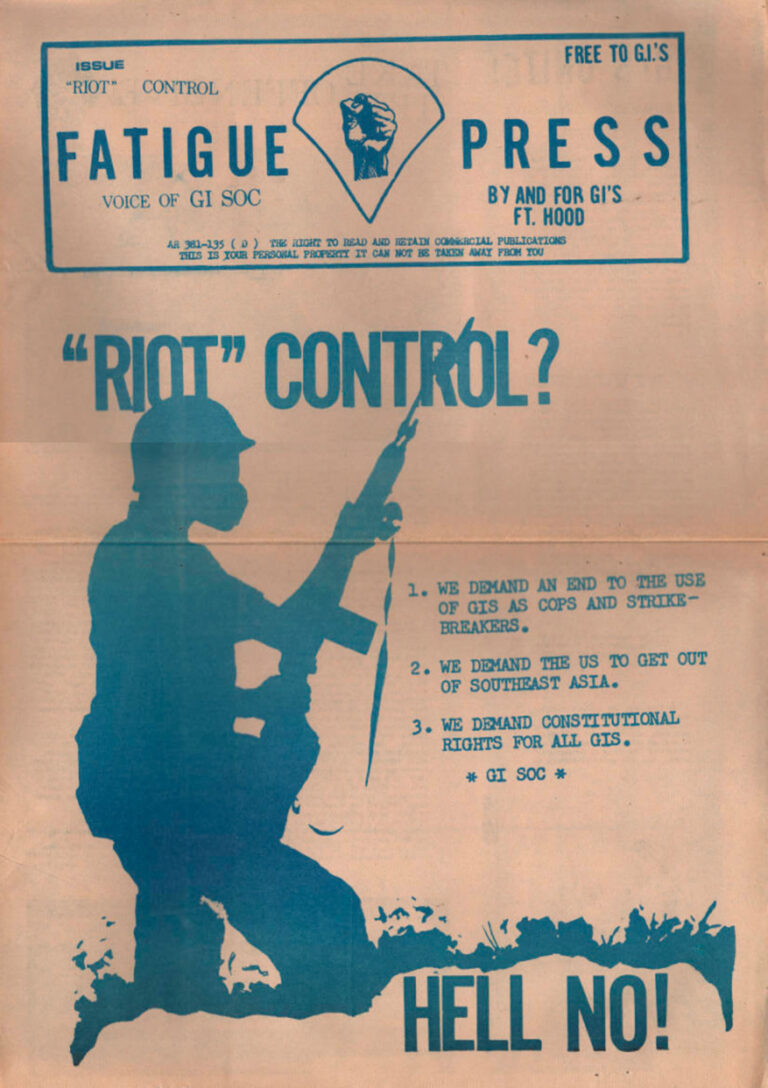 ISSUE
"RIOT" CONTROL
FREE TO G.I.'S
FATIGUE PRESS
VOICE OF GI SOC
BY AND FOR GI'S
FT. HOOD
AR 381-135 ( D ) THE RIGHT TO READ AND RETAIN COMMERCIAL PUBLICATIONS
THIS IS YOUR PERSONAL PROPERTY IT CAN NOT BE TAKEN AWAY FROM YOU
"RIOT" CONTROL?
1. WE DEMAND AN END TO THE USE
OF GIS AS COPS AND STRIKE-
BREAKERS.
2. WE DEMAND THE US TO GET OUT
OF SOUTHEAST ASIA.
3. WE DEMAND CONSTITUTIONAL
RIGHTS FOR ALL GIS.
* GI SOC *
HELL NO!